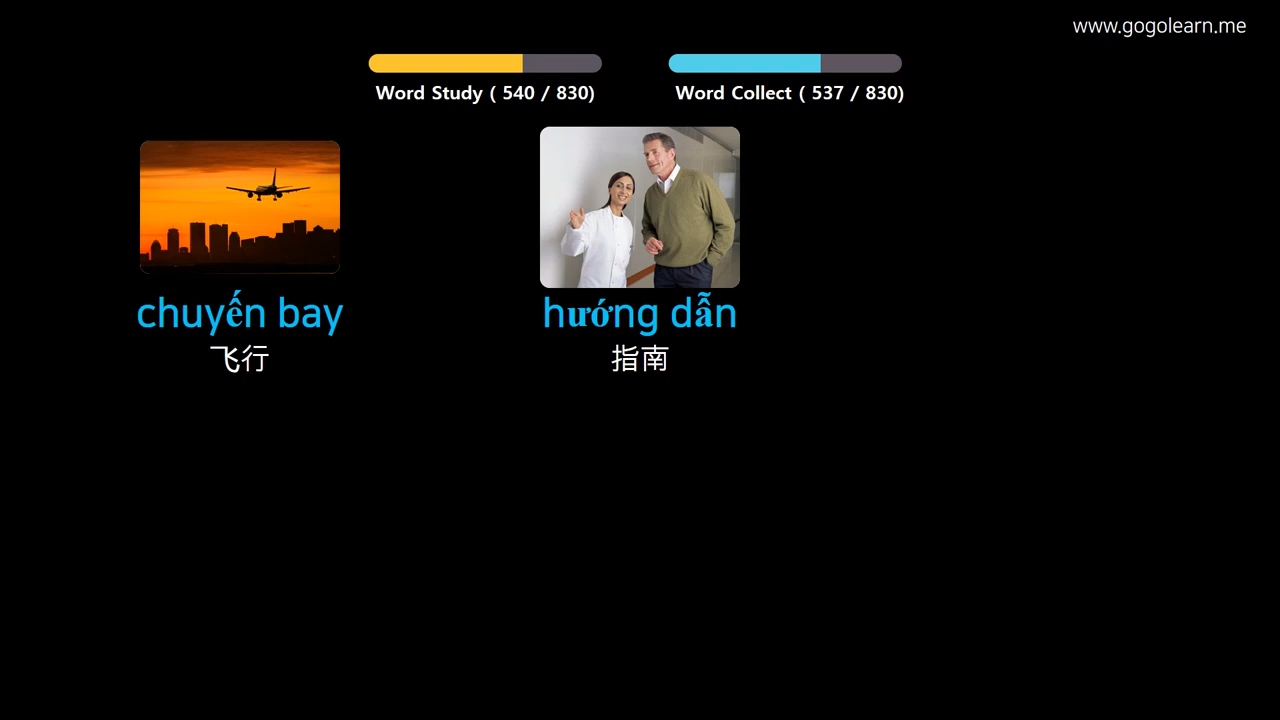 www.gogolearn.me
Word Study ( 540 / 830)
Word Collect ( 537 / 830)
chuyến bay
飞行
hướng dẫn
指南